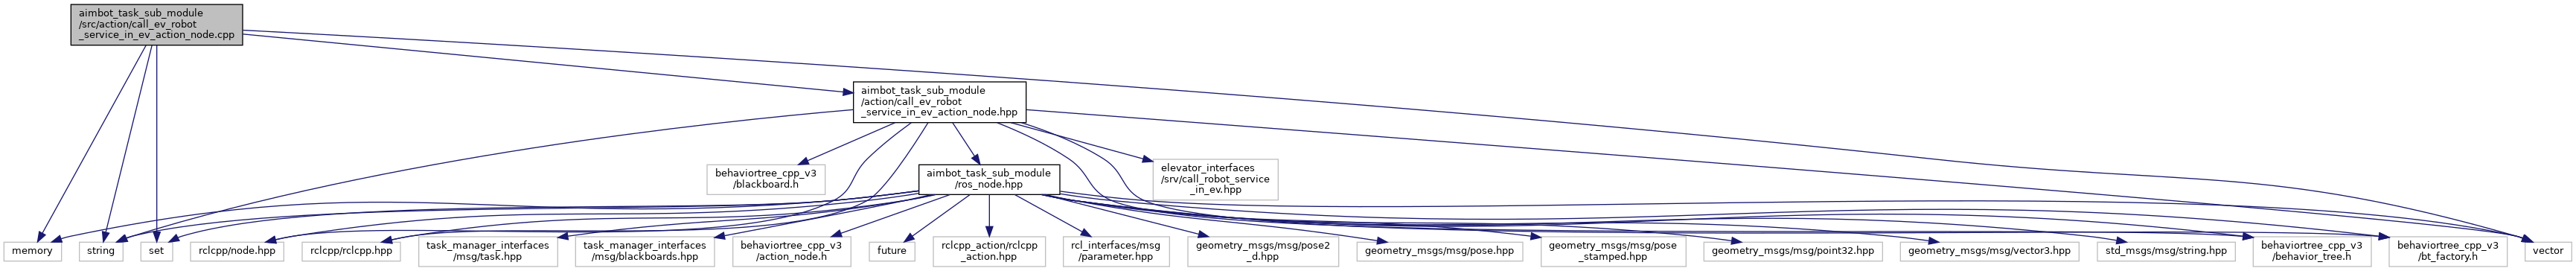 aimbot_task_sub_module
/src/action/call_ev_robot
_service_in_ev_action_node.cpp
aimbot_task_sub_module
/action/call_ev_robot
_service_in_ev_action_node.hpp
behaviortree_cpp_v3
/blackboard.h
aimbot_task_sub_module
/ros_node.hpp
elevator_interfaces
/srv/call_robot_service
_in_ev.hpp
memory
string
set
rclcpp/node.hpp
rclcpp/rclcpp.hpp
task_manager_interfaces
/msg/task.hpp
task_manager_interfaces
/msg/blackboards.hpp
behaviortree_cpp_v3
/action_node.h
future
rclcpp_action/rclcpp
_action.hpp
rcl_interfaces/msg
/parameter.hpp
geometry_msgs/msg/pose2
_d.hpp
geometry_msgs/msg/pose.hpp
geometry_msgs/msg/pose
_stamped.hpp
geometry_msgs/msg/point32.hpp
geometry_msgs/msg/vector3.hpp
std_msgs/msg/string.hpp
behaviortree_cpp_v3
/behavior_tree.h
behaviortree_cpp_v3
/bt_factory.h
vector